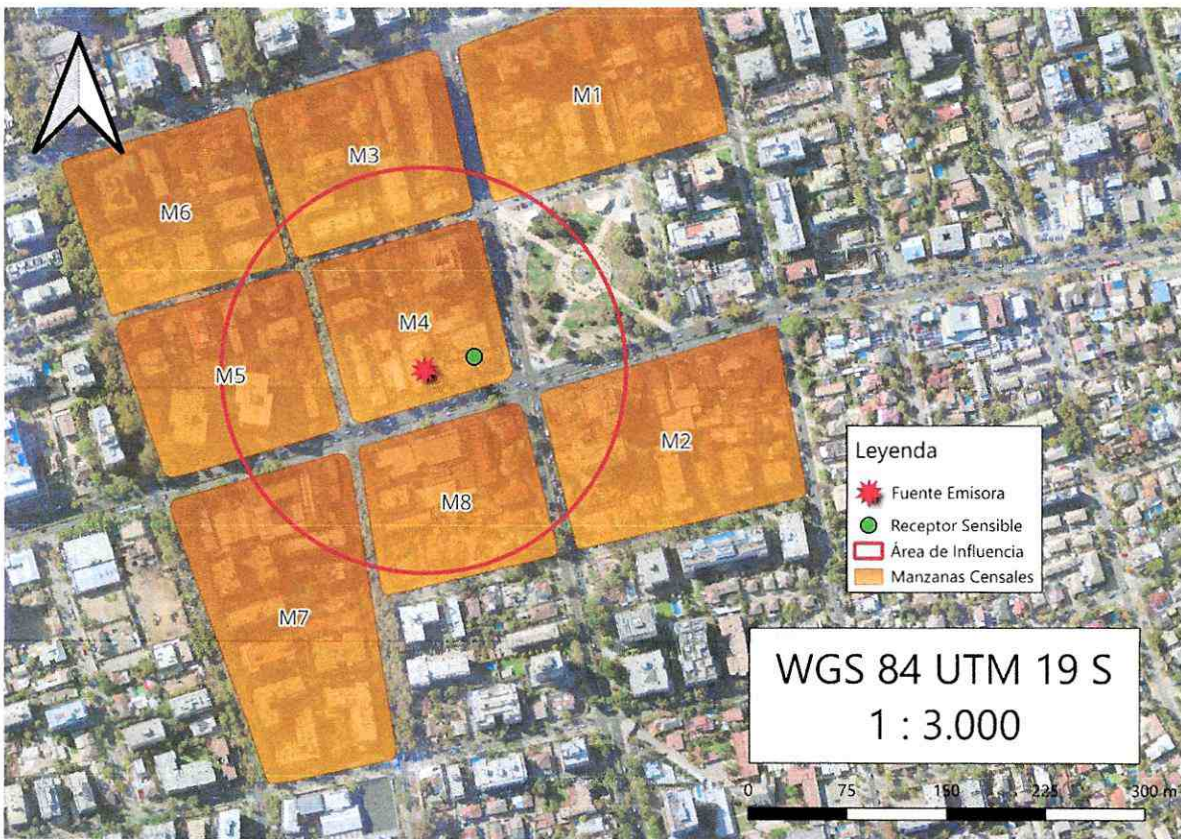 M1
M3
M6
M4
M5
M2
M8
M7
Leyenda
Fuente Emisora
Receptor Sensible
Área de Influencia
Manzanas Censales
WGS 84 UTM 19 S
1 : 3.000
0 75 150 225 300 m